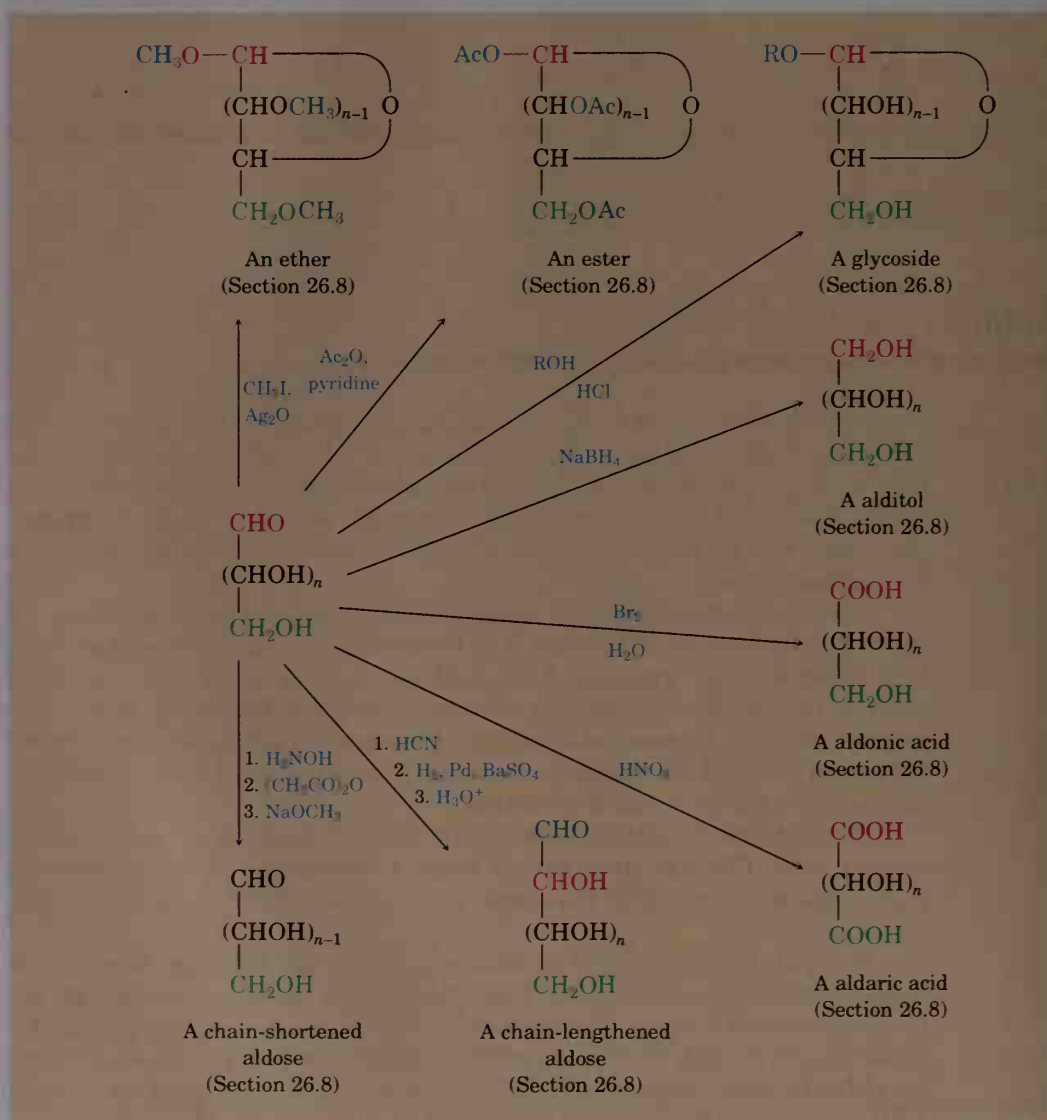 CH₃O—CH AcO—CH RO—CH
(CHOCH₃)ₙ₋₁ O (CHOAc)ₙ₋₁ O (CHOH)ₙ₋₁ O
CH CH CH
CH₂OCH₃ CH₂OAc CH₂OH
An ether An ester A glycoside
(Section 26.8) (Section 26.8) (Section 26.8)
CH₃I, Ac₂O, ROH
Ag₂O pyridine HCl
CH₂OH
(CHOH)ₙ
CH₂OH
NaBH₄
A alditol
(Section 26.8)
CHO
(CHOH)ₙ
CH₂OH
Br₂
H₂O
COOH
(CHOH)ₙ
CH₂OH
A aldonic acid
(Section 26.8)
1. H₂NOH
2. (CH₃CO)₂O
3. NaOCH₃
1. HCN
2. H₂, Pd, BaSO₄
3. H₃O⁺
HNO₃
COOH
(CHOH)ₙ
COOH
A aldaric acid
(Section 26.8)
CHO
(CHOH)ₙ₋₁
CH₂OH
A chain-shortened
aldose
(Section 26.8)
CHO
CHOH
(CHOH)ₙ
CH₂OH
A chain-lengthened
aldose
(Section 26.8)